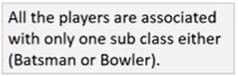 All the players are associated
with only one sub class either
(Batsman or Bowler).